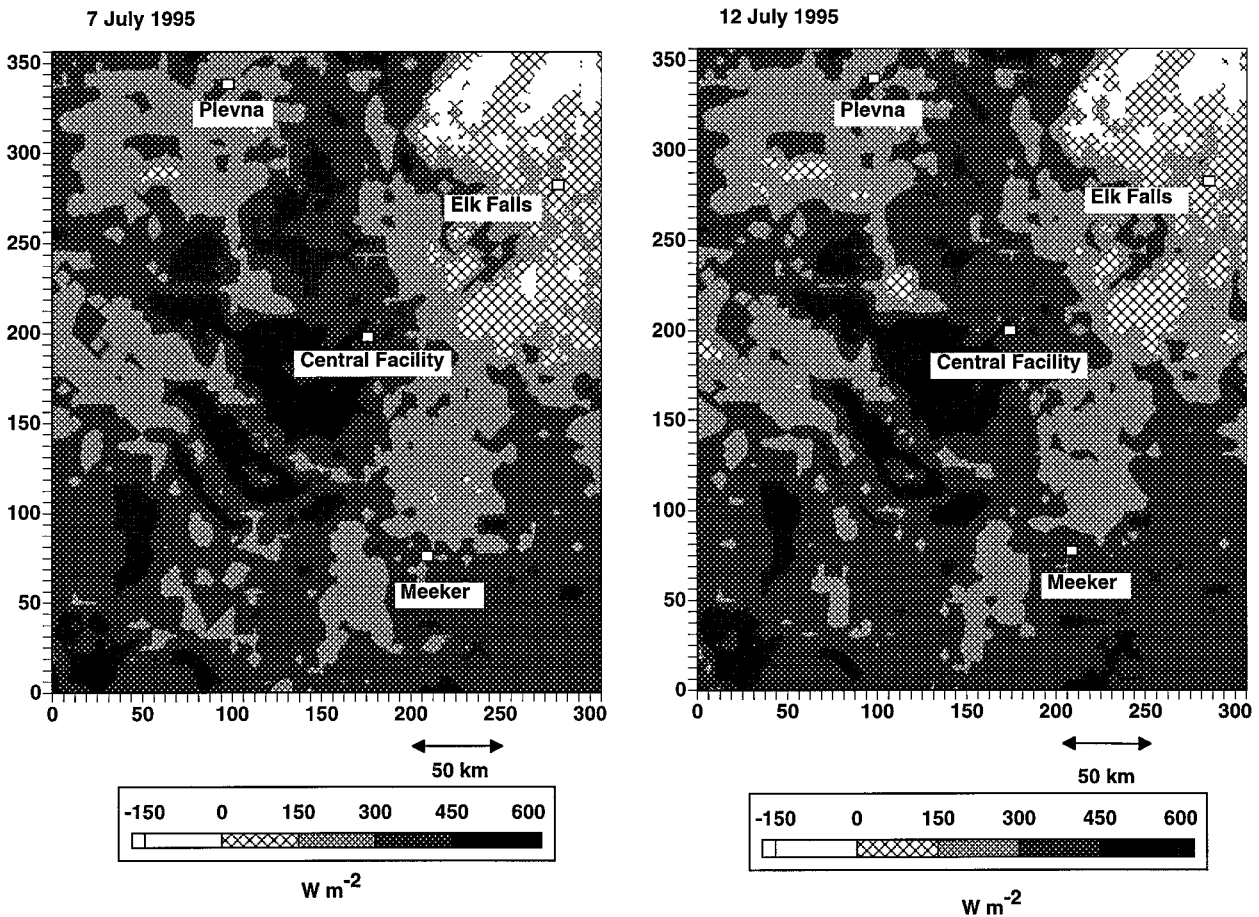 7 July 1995
350
300
250
200
150
100
50
0
0 50 100 150 200 250 300
Plevna
Elk Falls
Central Facility
Meeker
50 km
-150 0 150 300 450 600
W m-2
12 July 1995
350
300
250
200
150
100
50
0
0 50 100 150 200 250 300
Plevna
Elk Falls
Central Facility
Meeker
50 km
-150 0 150 300 450 600
W m-2